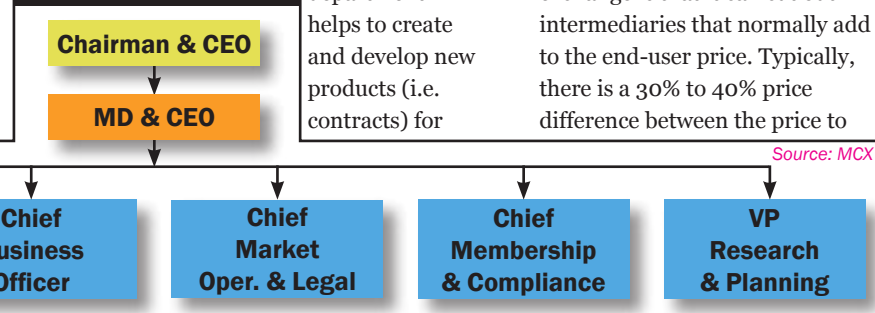 Chairman & CEO
MD & CEO
helps to create
and develop new
products (i.e.
contracts) for
intermediaries that normally add
to the end-user price. Typically,
there is a 30% to 40% price
difference between the price to
Source: MCX
Chief
Officer
Chief
Market
Oper. & Legal
Chief
Membership
& Compliance
VP
Research
& Planning